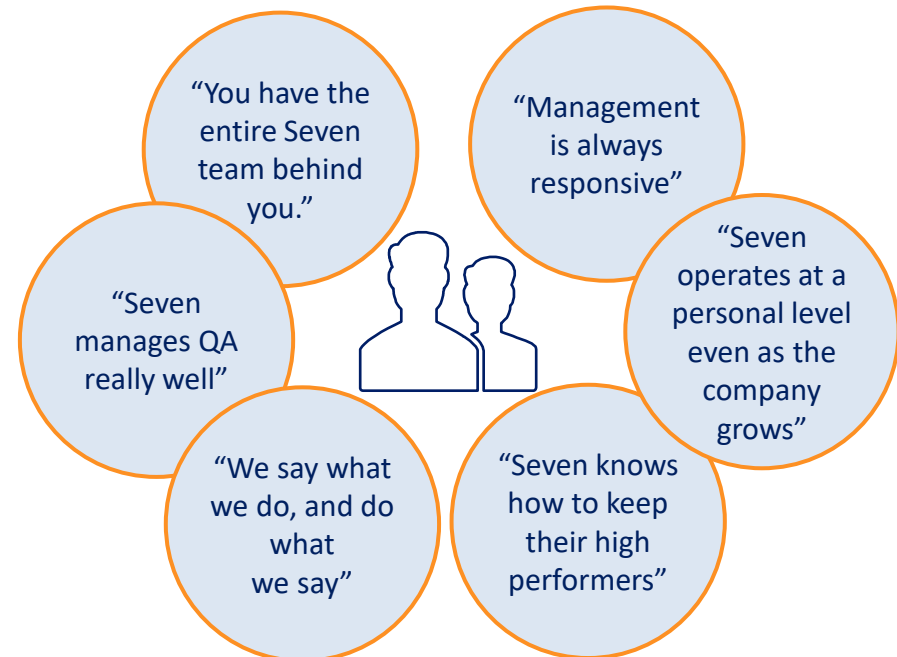 “You have the
entire Seven
team behind
you.”
“Management
is always
responsive”
“Seven
manages QA
really well”
“Seven
operates at a
personal level
even as the
company
grows”
“We say what
we do, and do
what
we say”
“Seven knows
how to keep
their high
performers”